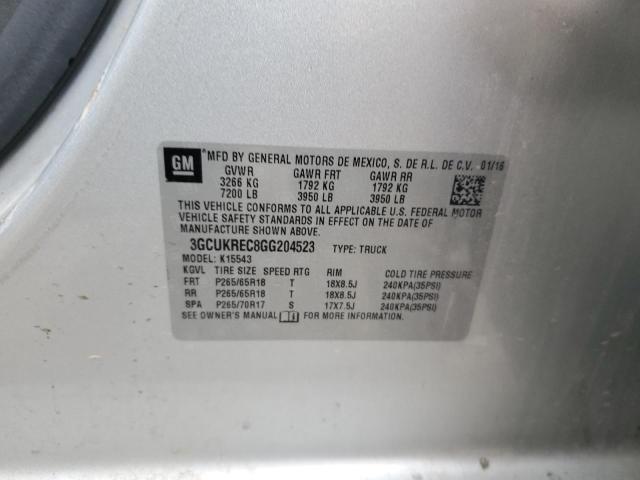 GM *MFD BY GENERAL MOTORS DE MEXICO, S. DE R.L. DE C.V. 01/16
GVWR GAWR FRT GAWR RR
3266 KG 1792 KG 1792 KG
7200 LB 3950 LB 3950 LB
THIS VEHICLE CONFORMS TO ALL APPLICABLE U.S. FEDERAL MOTOR
VEHICLE SAFETY STANDARDS IN EFFECT ON THE DATE OF
MANUFACTURE SHOWN ABOVE.
3GCUKREC8GG204523 TYPE: TRUCK
MODEL: K15543
KGVL TIRE SIZE SPEED RTG RIM COLD TIRE PRESSURE
FRT P265/65R18 T 18X8.5J 240KPA(35PSI)
RR P265/65R18 T 18X8.5J 240KPA(35PSI)
SPA P265/70R17 S 17X7.5J 240KPA(35PSI)
SEE OWNER'S MANUAL FOR MORE INFORMATION.